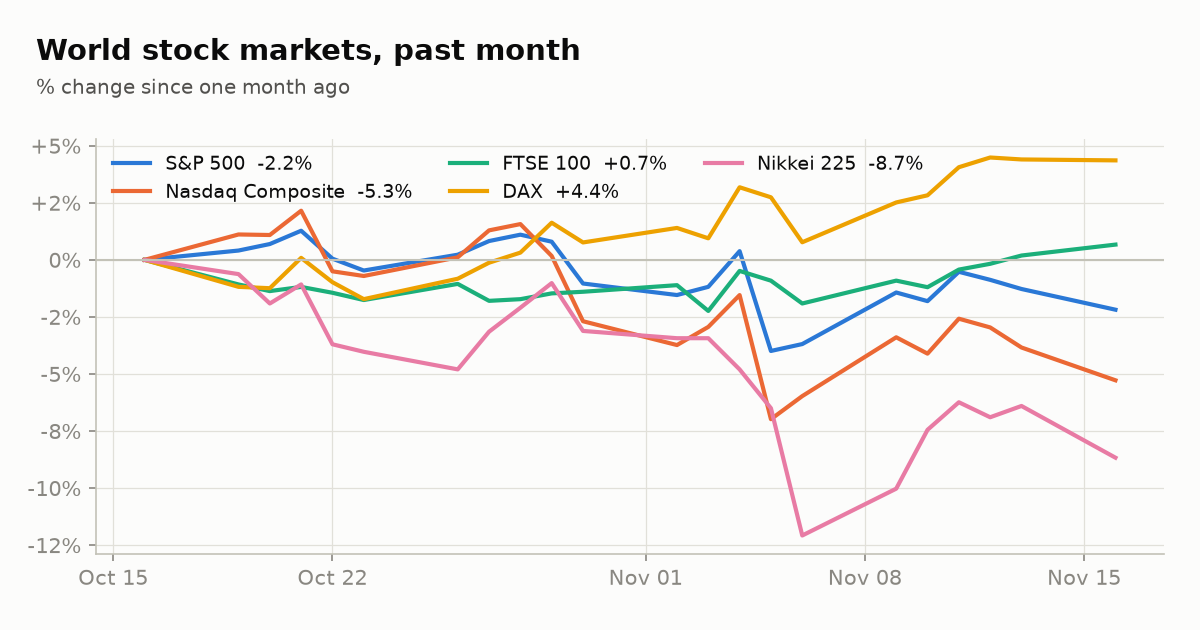 World stock markets, past month
% change since one month ago
S&P 500 -2.2%
Nasdaq Composite -5.3%
FTSE 100 +0.7%
DAX +4.4%
Nikkei 225 -8.7%
+5%
+2%
0%
-2%
-5%
-8%
-10%
-12%
Oct 15
Oct 22
Nov 01
Nov 08
Nov 15